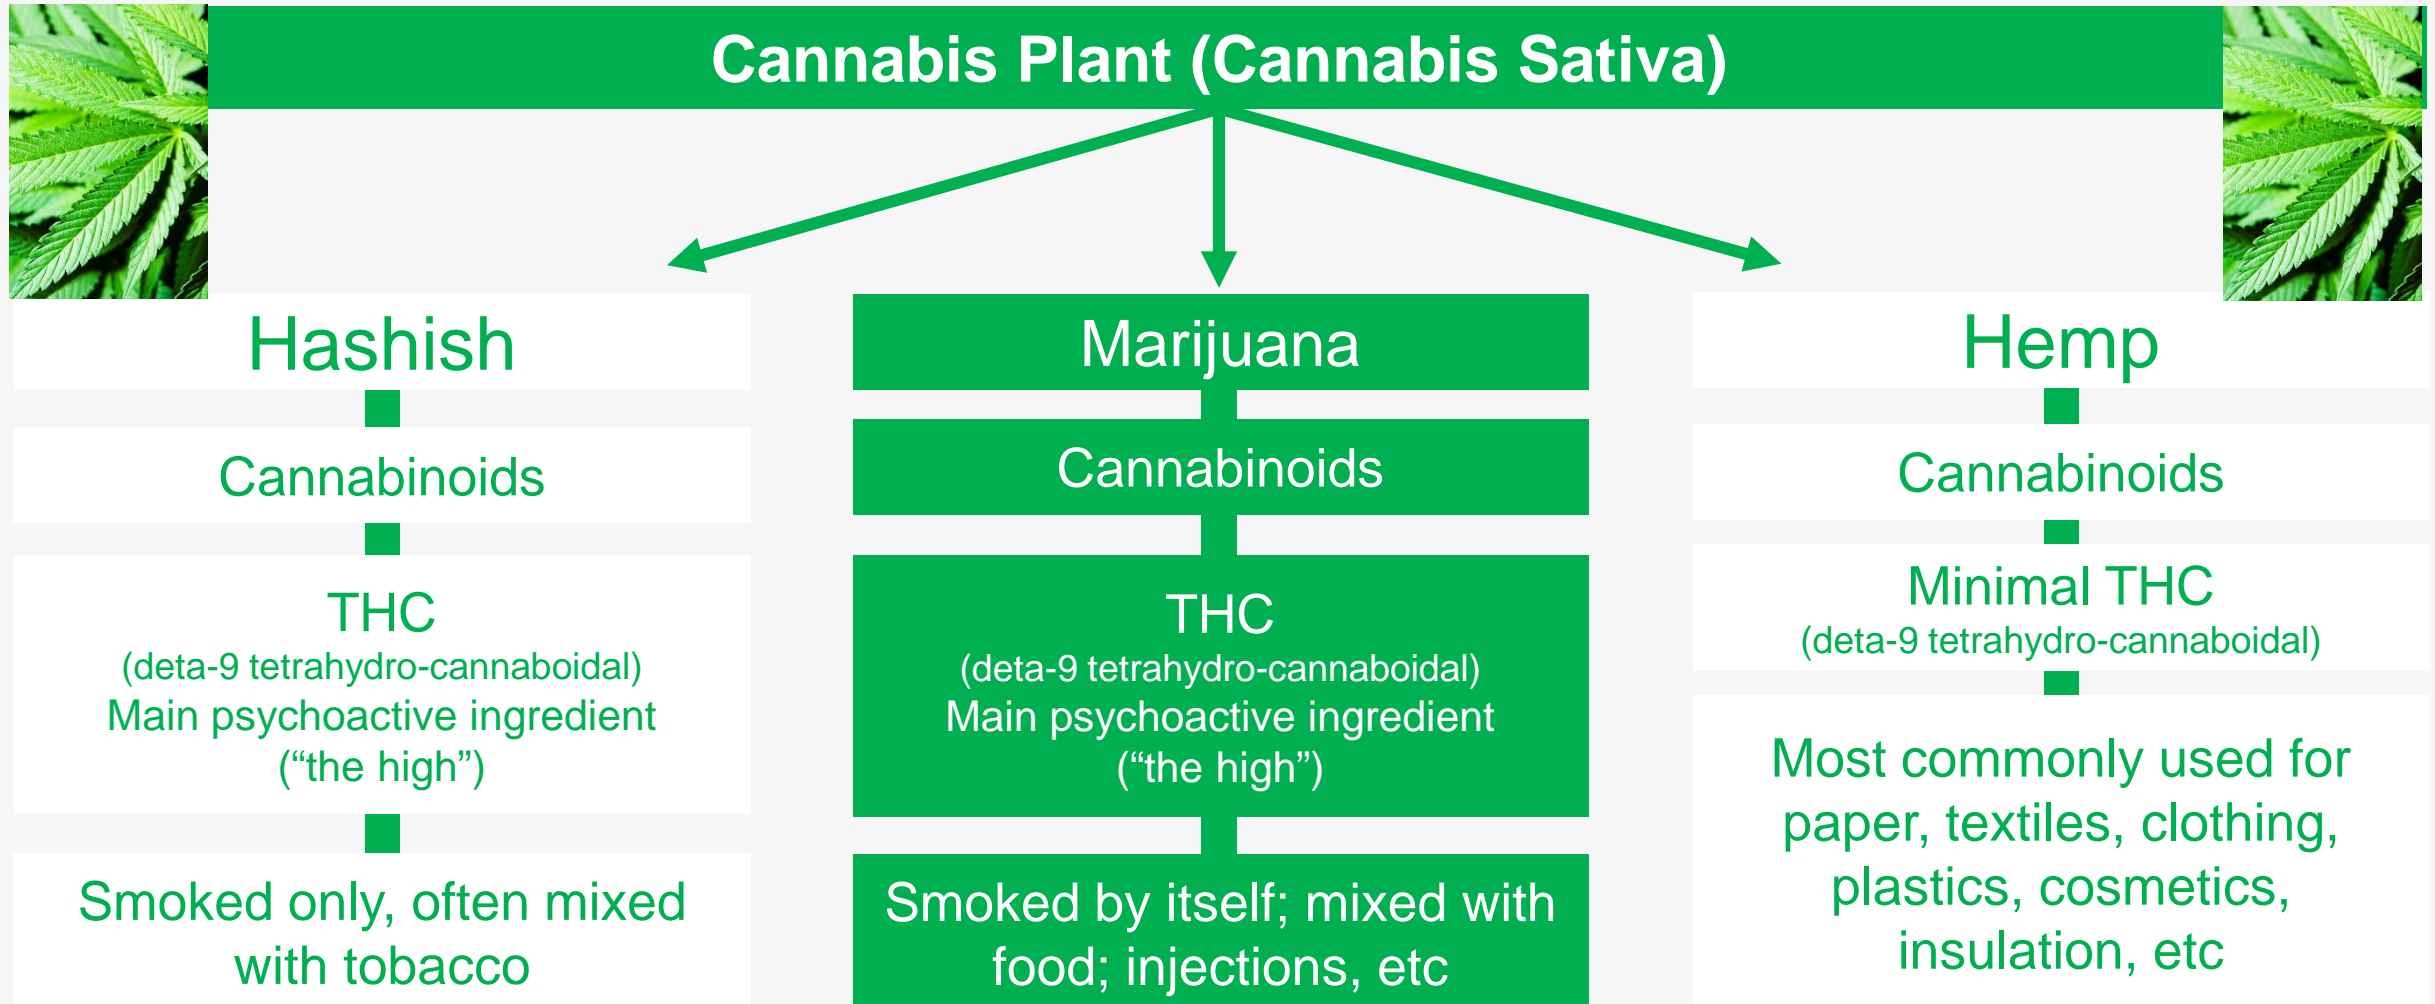 Cannabis Plant (Cannabis Sativa)
Hashish
Cannabinoids
THC
(deta-9 tetrahydro-cannaboidal)
Main psychoactive ingredient
(“the high”)
Smoked only, often mixed
with tobacco
Marijuana
Cannabinoids
THC
(deta-9 tetrahydro-cannaboidal)
Main psychoactive ingredient
(“the high”)
Smoked by itself; mixed with
food; injections, etc
Hemp
Cannabinoids
Minimal THC
(deta-9 tetrahydro-cannaboidal)
Most commonly used for
paper, textiles, clothing,
plastics, cosmetics,
insulation, etc